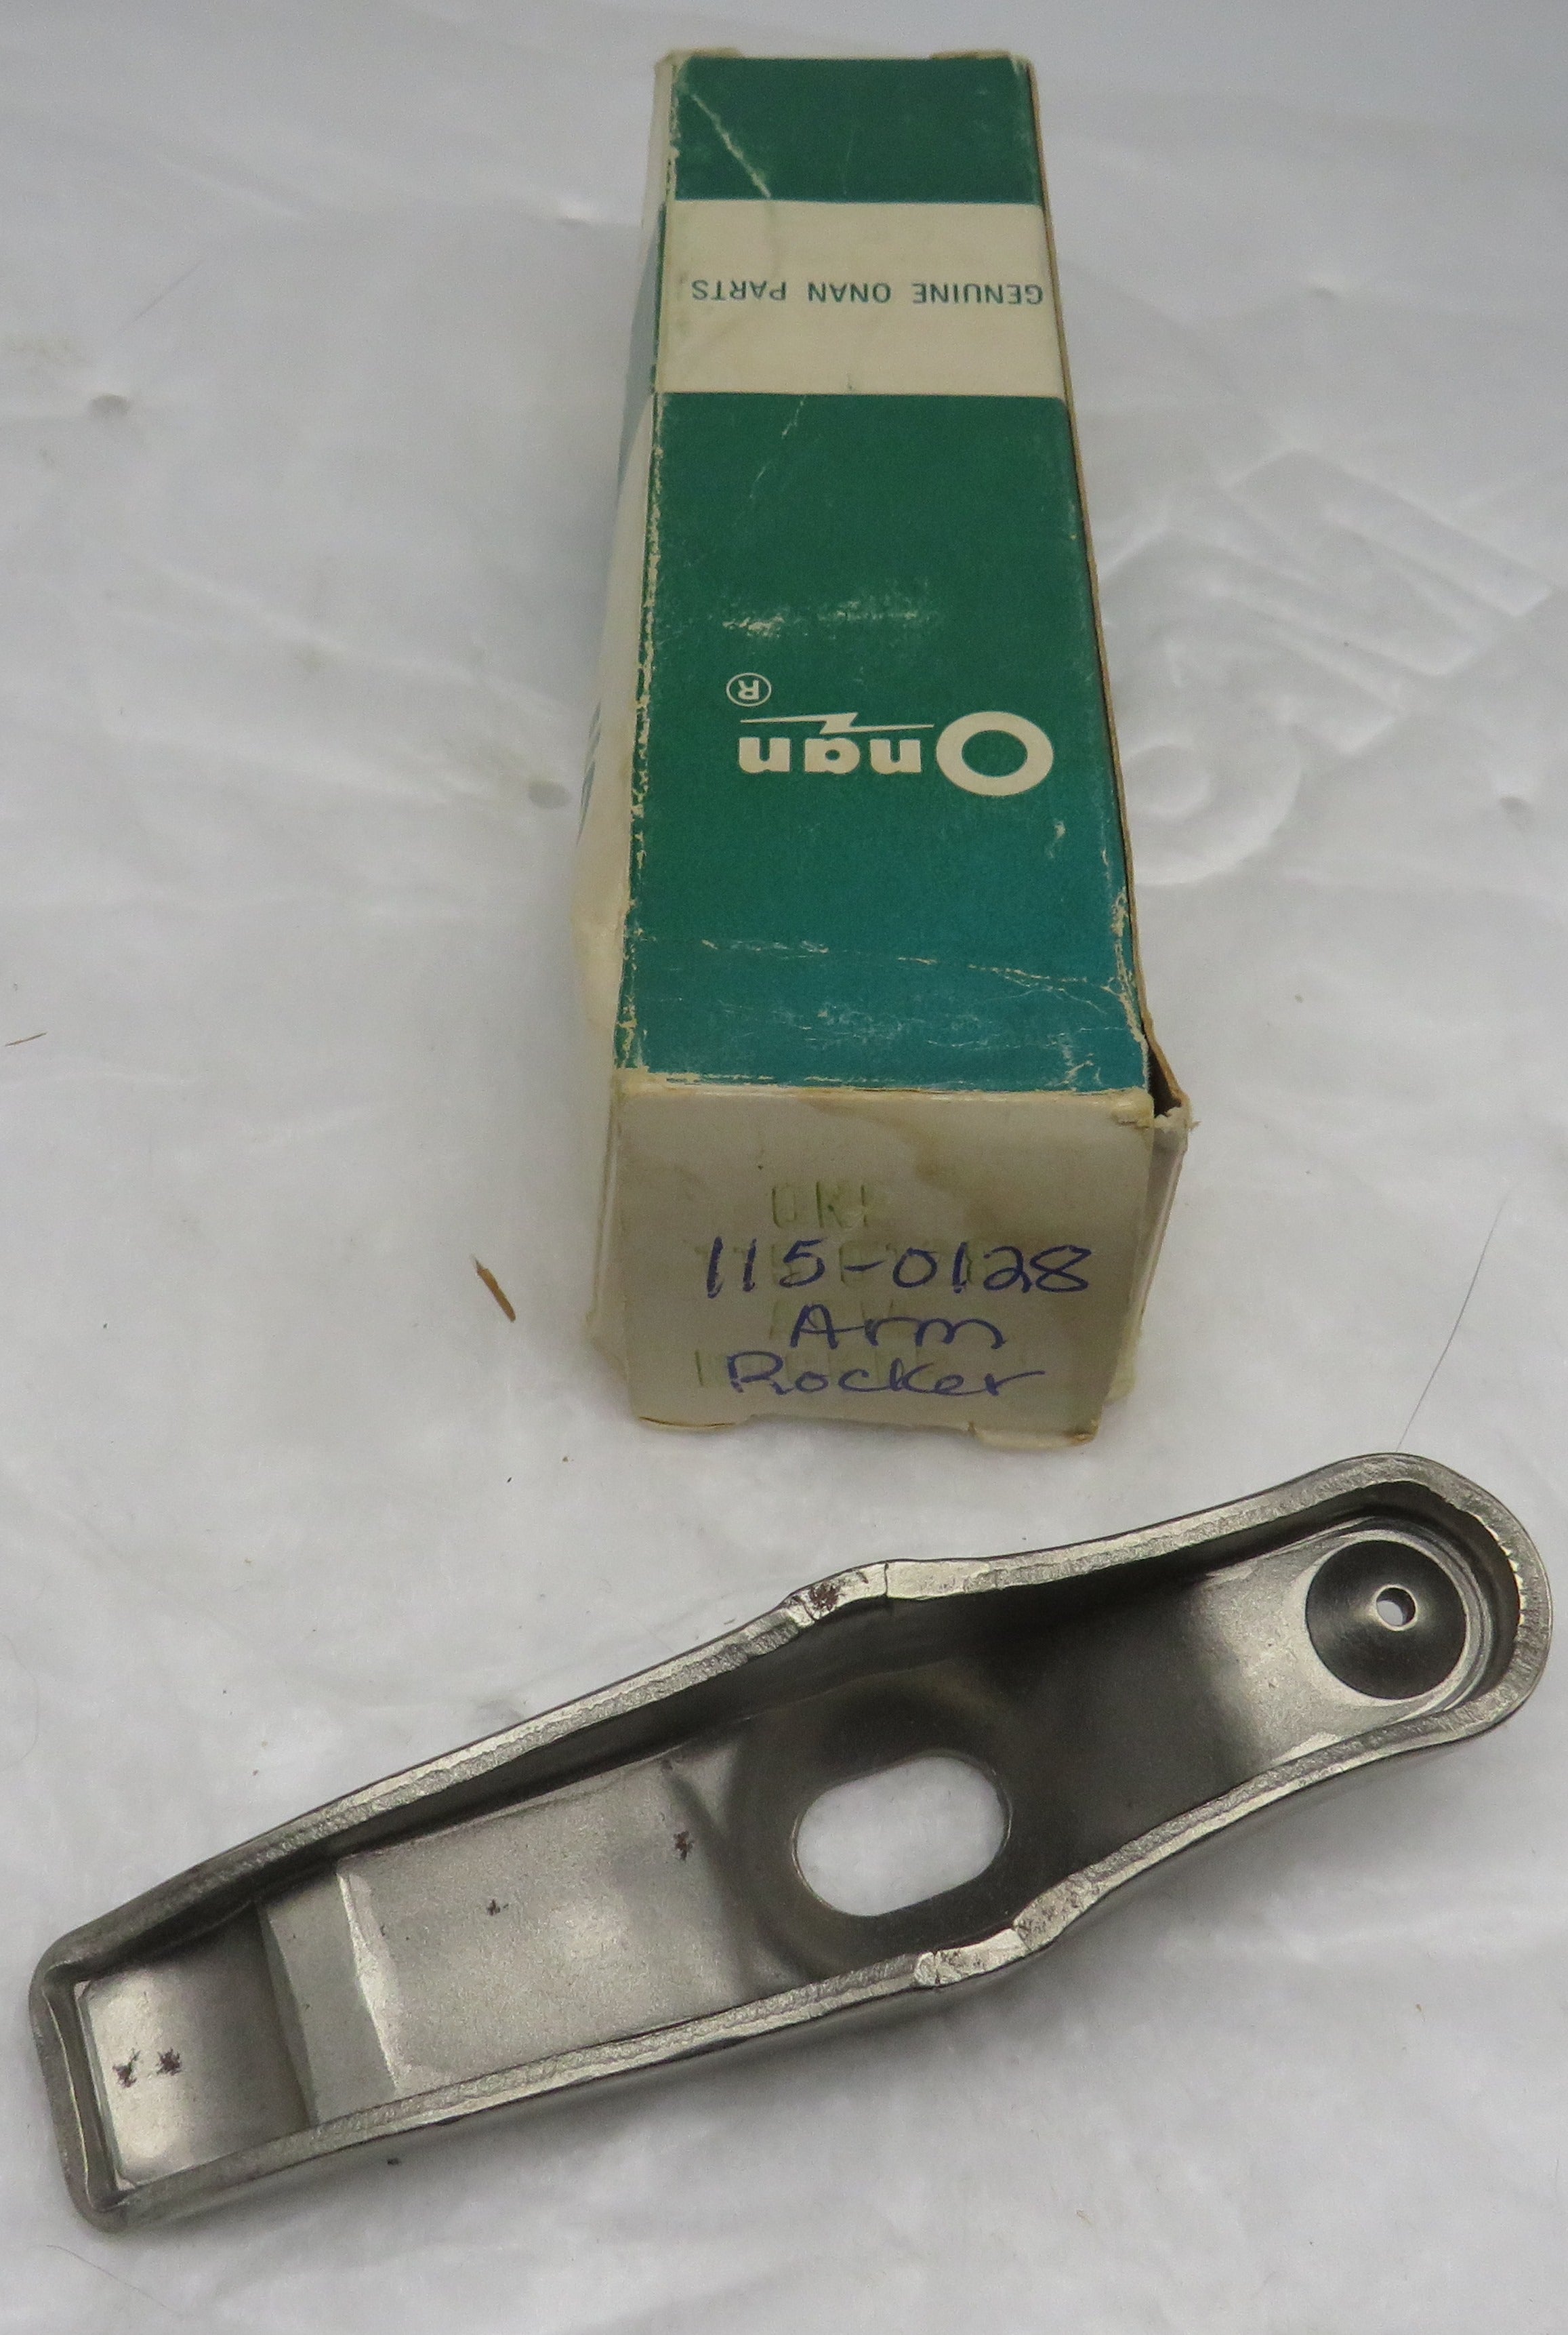 GENUINE ONAN PARTS
Onan
®
115-0128
Arm
Rocker